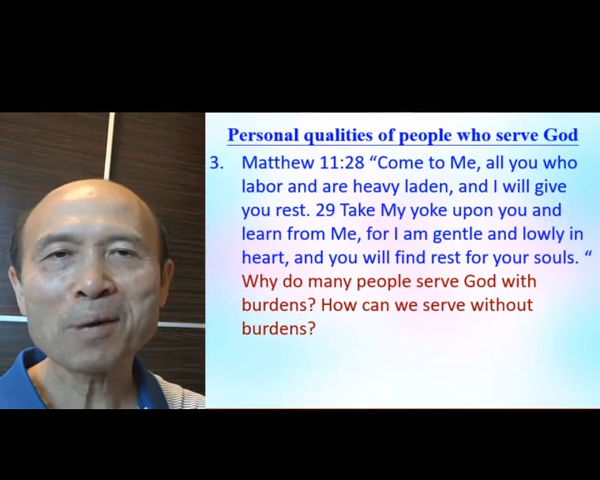 Personal qualities of people who serve God
3. Matthew 11:28 “Come to Me, all you who
labor and are heavy laden, and I will give
you rest. 29 Take My yoke upon you and
learn from Me, for I am gentle and lowly in
heart, and you will find rest for your souls. “
Why do many people serve God with
burdens? How can we serve without
burdens?